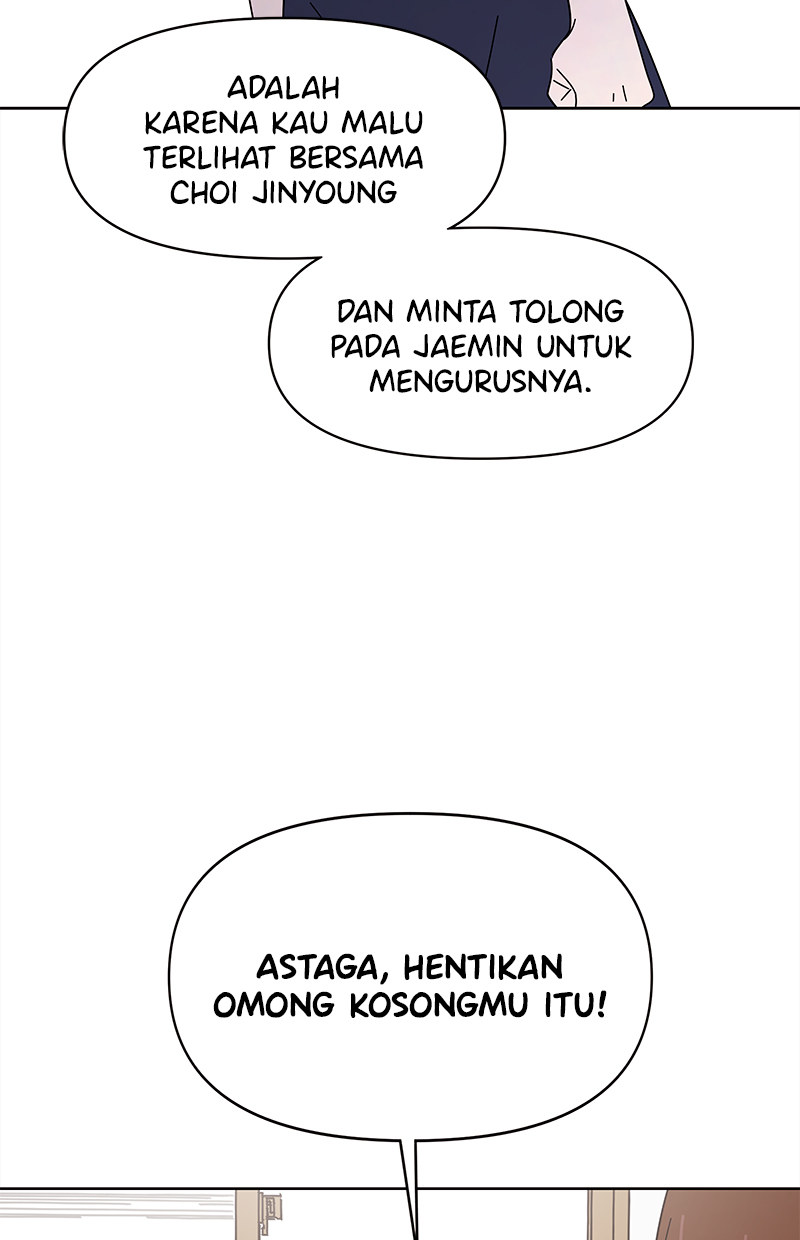 ADALAH
KARENA KAU MALU
TERLIHAT BERSAMA
CHOI JINYOUNG
DAN MINTA TOLONG
PADA JAEMIN UNTUK
MENGURUSNYA.
ASTAGA, HENTIKAN
OMONG KOSONGMU ITU!